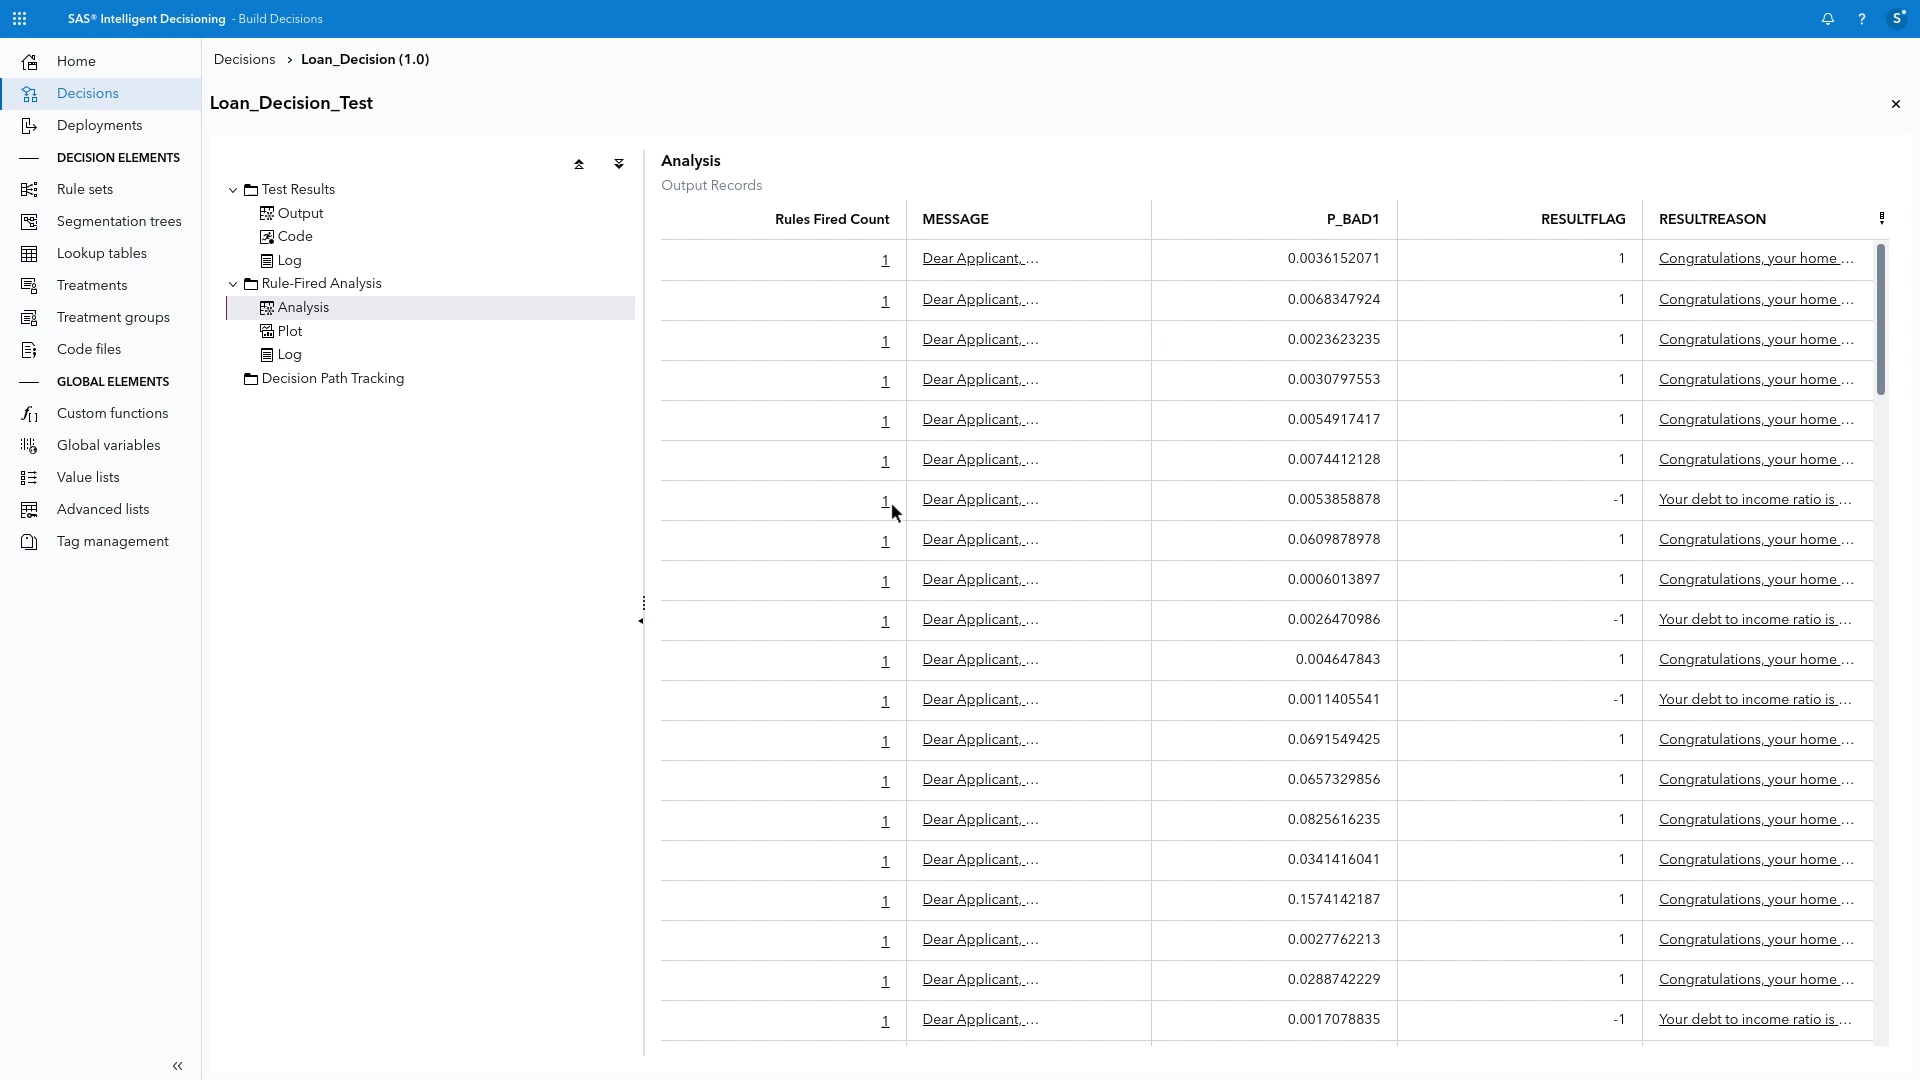 SAS® Intelligent Decisioning - Build Decisions
? S
Home
Decisions
Deployments
DECISION ELEMENTS
Rule sets
Segmentation trees
Lookup tables
Treatments
Treatment groups
Code files
GLOBAL ELEMENTS
Custom functions
Global variables
Value lists
Advanced lists
Tag management
Decisions > Loan_Decision (1.0)
Loan_Decision_Test
Test Results
Output
Code
Log
Rule-Fired Analysis
Analysis
Plot
Log
Decision Path Tracking
Analysis
Output Records
Rules Fired Count MESSAGE P_BAD1 RESULTFLAG RESULTREASON
1 Dear Applicant, ... 0.0036152071 1 Congratulations, your home ...
1 Dear Applicant, ... 0.0068347924 1 Congratulations, your home ...
1 Dear Applicant, ... 0.0023623235 1 Congratulations, your home ...
1 Dear Applicant, ... 0.0030797553 1 Congratulations, your home ...
1 Dear Applicant, ... 0.0054917417 1 Congratulations, your home ...
1 Dear Applicant, ... 0.0074412128 1 Congratulations, your home ...
1 Dear Applicant, ... 0.0053858878 -1 Your debt to income ratio is ...
1 Dear Applicant, ... 0.0609878978 1 Congratulations, your home ...
1 Dear Applicant, ... 0.0006013897 1 Congratulations, your home ...
1 Dear Applicant, ... 0.0026470986 -1 Your debt to income ratio is ...
1 Dear Applicant, ... 0.004647843 1 Congratulations, your home ...
1 Dear Applicant, ... 0.0011405541 -1 Your debt to income ratio is ...
1 Dear Applicant, ... 0.0691549425 1 Congratulations, your home ...
1 Dear Applicant, ... 0.0657329856 1 Congratulations, your home ...
1 Dear Applicant, ... 0.0825616235 1 Congratulations, your home ...
1 Dear Applicant, ... 0.0341416041 1 Congratulations, your home ...
1 Dear Applicant, ... 0.1574142187 1 Congratulations, your home ...
1 Dear Applicant, ... 0.0027762213 1 Congratulations, your home ...
1 Dear Applicant, ... 0.0288742229 1 Congratulations, your home ...
1 Dear Applicant, ... 0.0017078835 -1 Your debt to income ratio is ...